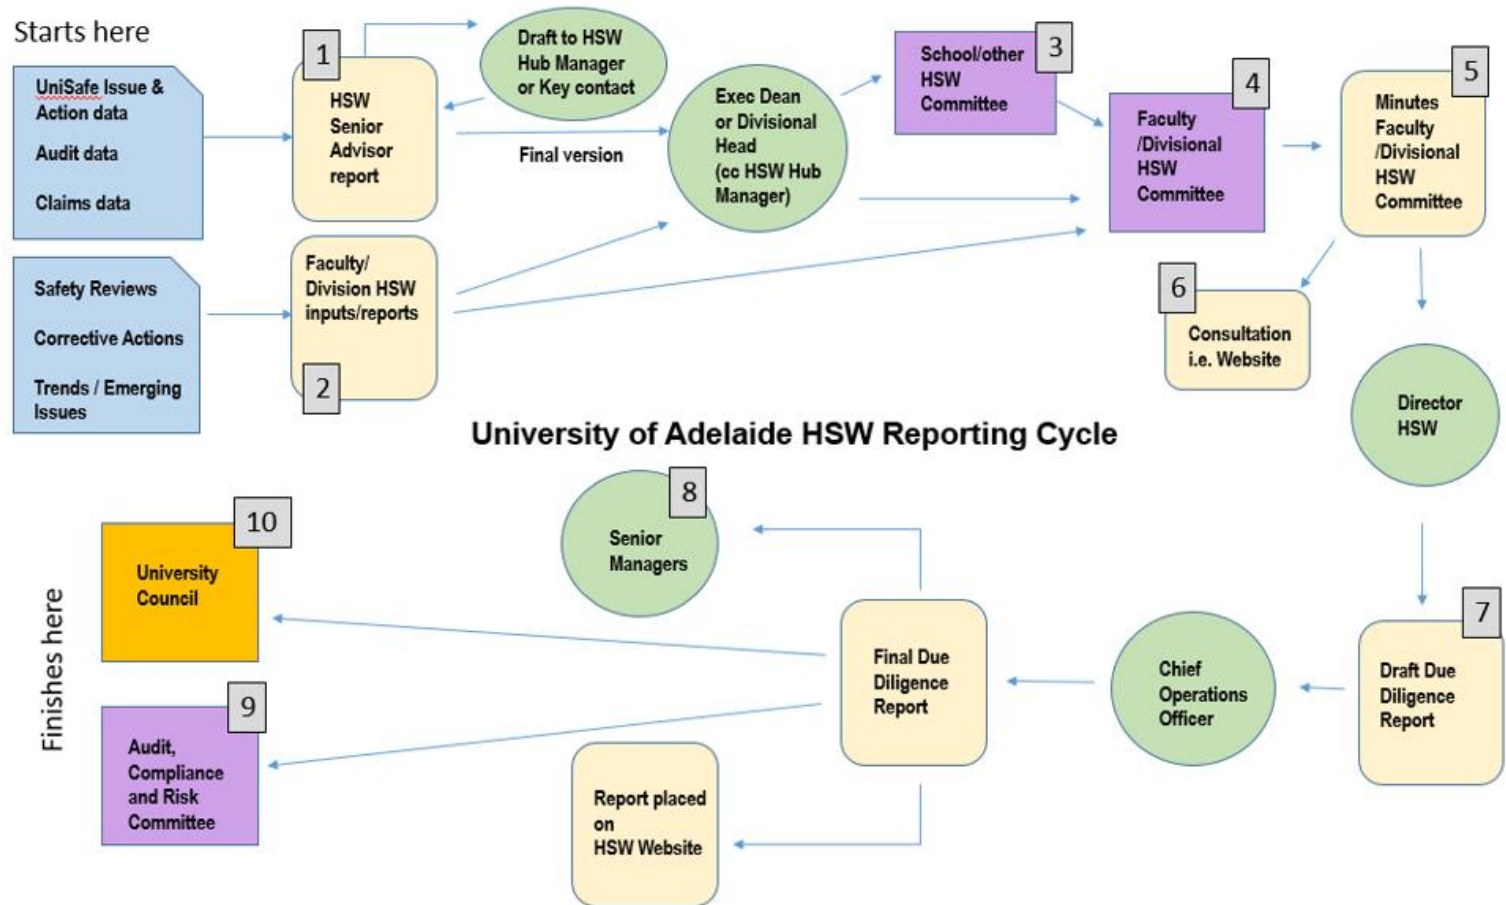 Starts here
UniSafe Issue &
Action data
Audit data
Claims data
1
HSW
Senior
Advisor
report
Draft to HSW
Hub Manager
or Key contact
Final version
Exec Dean
or Divisional
Head
(cc HSW Hub
Manager)
3
School/other
HSW
Committee
4
Faculty
/Divisional
HSW
Committee
5
Minutes
Faculty
/Divisional
HSW
Committee
Safety Reviews
Corrective Actions
Trends / Emerging
Issues
Faculty/
Division HSW
inputs/reports
2
6
Consultation
i.e. Website
Director
HSW
University of Adelaide HSW Reporting Cycle
7
Draft Due
Diligence
Report
Chief
Operations
Officer
Final Due
Diligence
Report
8
Senior
Managers
Report placed
on
HSW Website
Finishes here
10
University
Council
9
Audit,
Compliance
and Risk
Committee